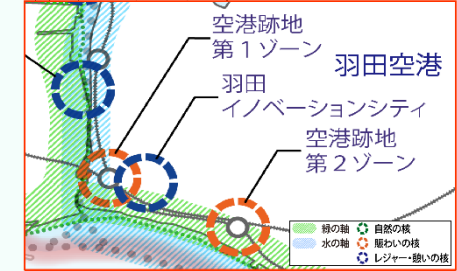 空港跡地
第1ゾーン
羽田空港
羽田
イノベーションシティ
空港跡地
第2ゾーン
緑の軸
自然の核
水の軸
賑わいの核
レジャー・憩いの核